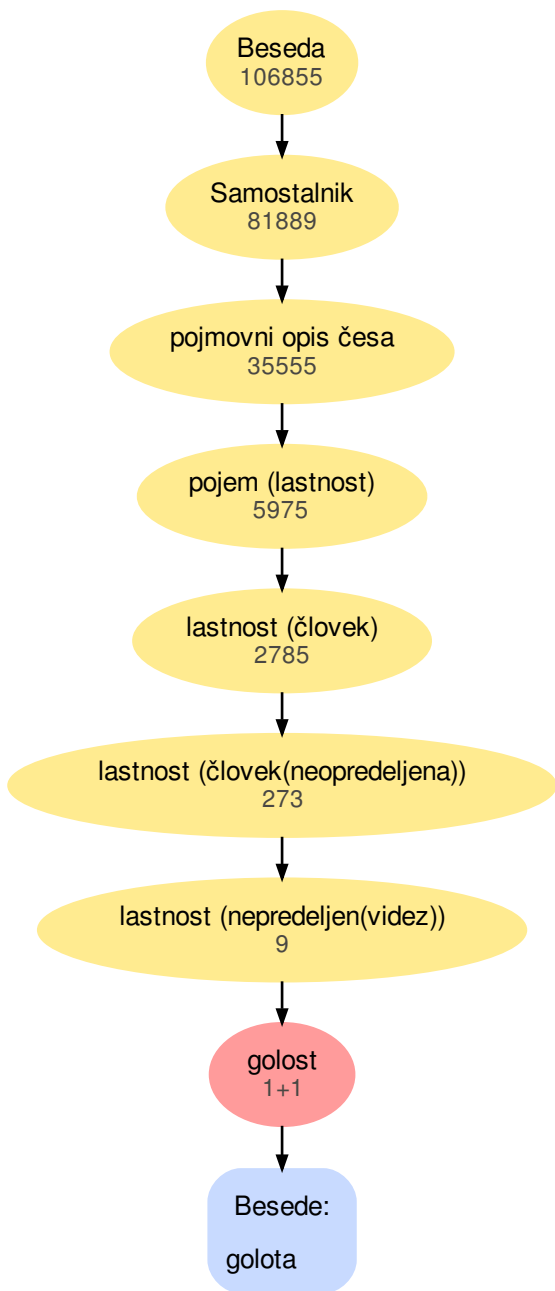 Beseda
106855
Samostalnik
81889
pojmovni opis česa
35555
pojem (lastnost)
5975
lastnost (človek)
2785
lastnost (človek(neopredeljena))
273
lastnost (nepredeljen(videz))
9
golost
1+1
Besede:
golota